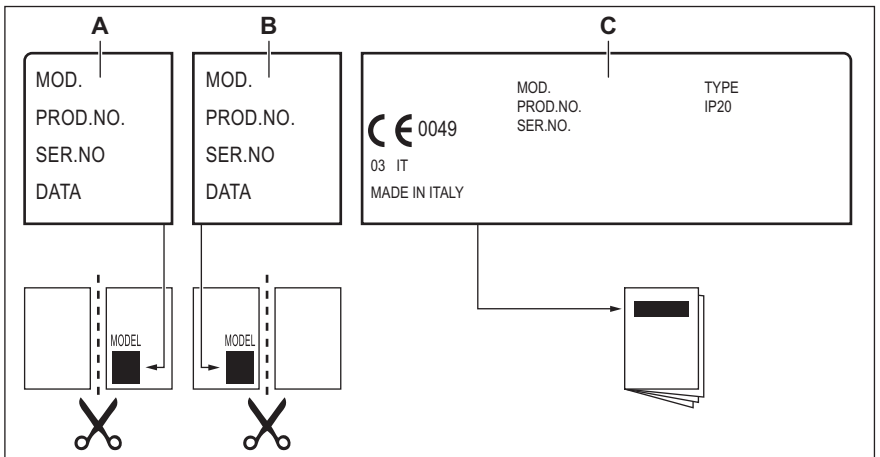 A
B
C
MOD.
PROD.NO.
SER.NO
DATA
MOD.
PROD.NO.
SER.NO
DATA
MOD.
PROD.NO.
SER.NO.
TYPE
IP20
CE 0049
03 IT
MADE IN ITALY
MODEL
MODEL